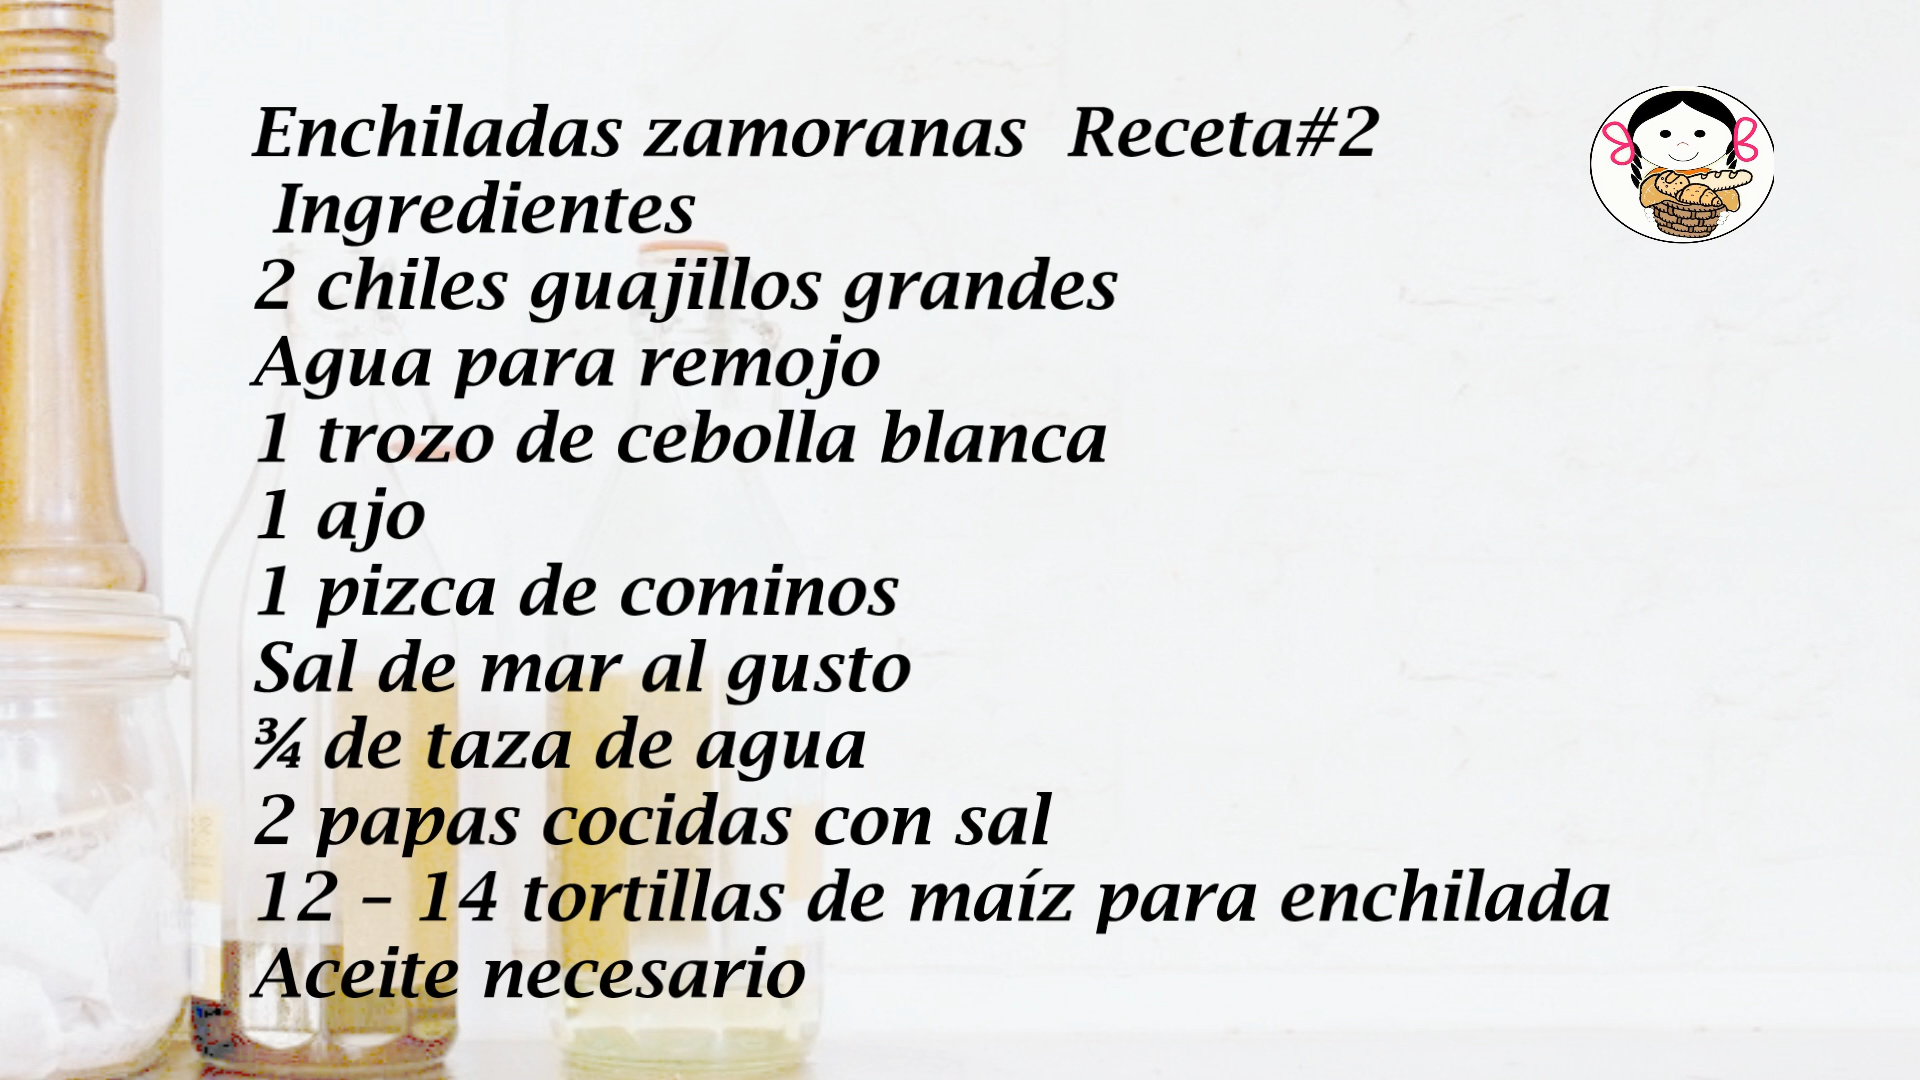 Enchiladas zamoranas  Receta#2
Ingredientes
2 chiles guajillos grandes
Agua para remojo
1 trozo de cebolla blanca
1 ajo
1 pizca de cominos
Sal de mar al gusto
¾ de taza de agua
2 papas cocidas con sal
12 – 14 tortillas de maíz para enchilada
Aceite necesario